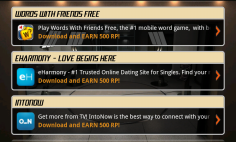 WORDS WITH FRIENDS FREE
Play Words With Friends Free, the #1 mobile word game, with
Download and EARN 500 RP!
EHARMONY - LOVE BEGINS HERE
eHarmony - #1 Trusted Online Dating Site for Singles. Find your
Download and EARN 500 RP!
INTONOW
Get more from TV! IntoNow is the best way to connect with your
Download and EARN 500 RP!